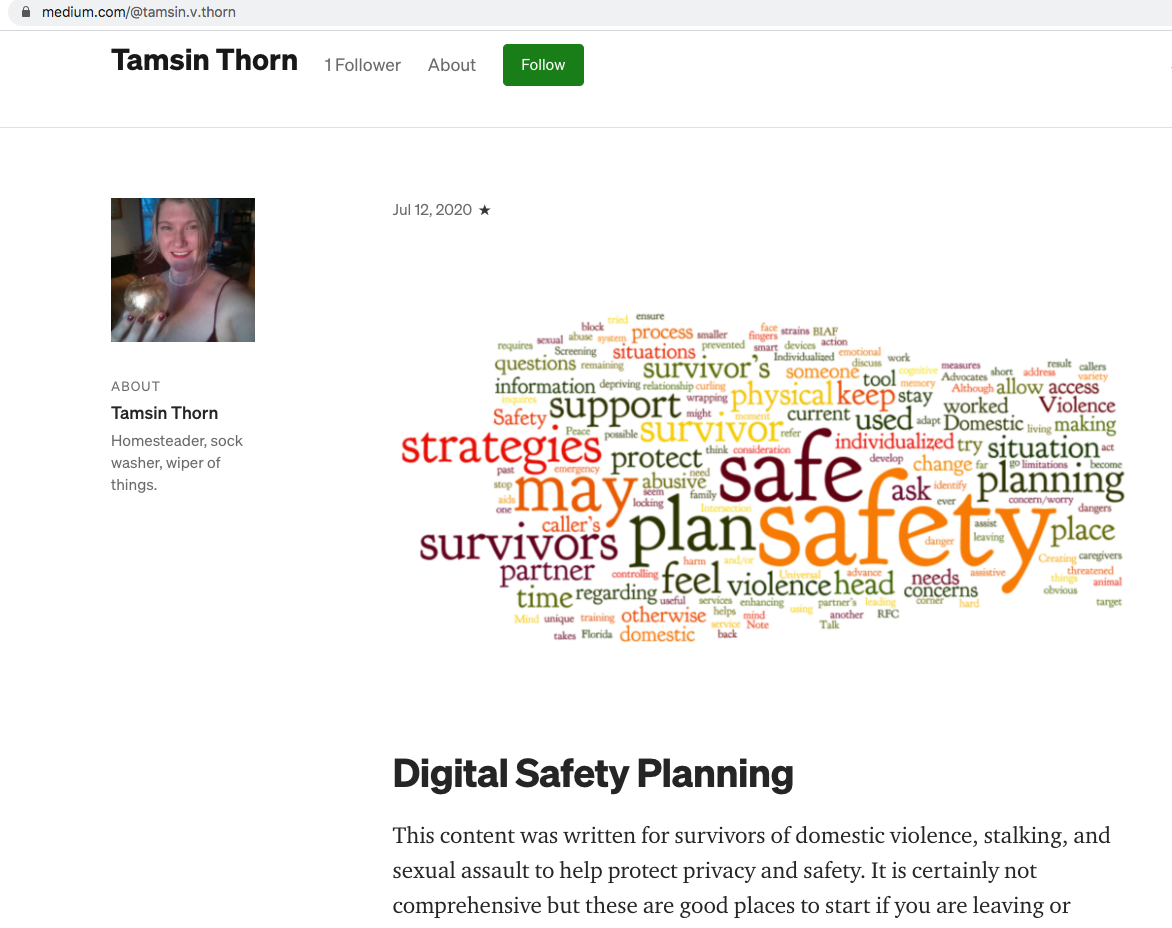 medium.com/@tamsin.v.thorn
Tamsin Thorn 1 Follower About Follow
Jul 12, 2020 ★
ABOUT
Tamsin Thorn
Homesteader, sock
washer, wiper of
things.
tried ensure
block process smaller face strains BIAF
requires sexual abuse system fingers
Screening situations prevented smart devices action
questions remaining survivor's Individualized emotional
discuss work
someone cognitive measures result callers
information depriving relationship curling tool memory Advocates short address variety
requires support wrapping physical keep stay Although allow access
Safety might moment current used adapt worked Violence
Peace possible survivor refer Domestic living making
strategies protect think consideration individualized try situation act
past emergency develop change far go limitations • become
stop may abusive need safe ask identify planning
aids seem family ever concern/worry
one locking Intersection dangers
caller's plan safety assist place
survivors danger leaving
partner harm and/or Creating caregivers
controlling feel violence Universal advance head needs assistive things threatened
time regarding concerns obvious animal
useful services enhancing partner's leading corner hard target
Mind unique training otherwise helps mind using another RFC
service Note Talk
takes Florida domestic back
Digital Safety Planning
This content was written for survivors of domestic violence, stalking, and
sexual assault to help protect privacy and safety. It is certainly not
comprehensive but these are good places to start if you are leaving or